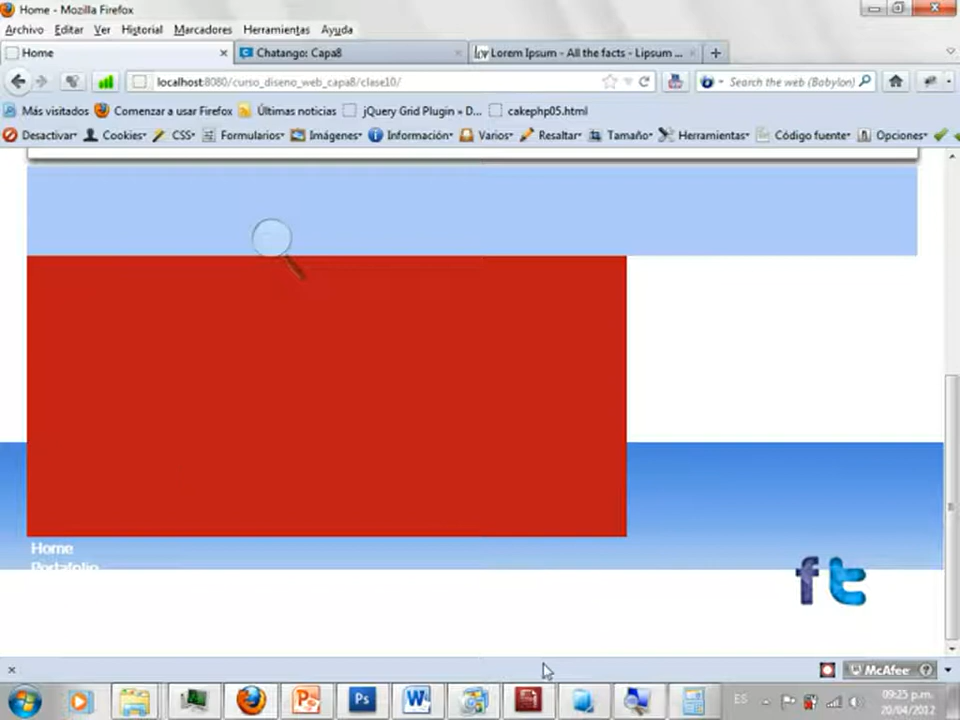 Home - Mozilla Firefox
Archivo Editar Ver Historial Marcadores Herramientas Ayuda
Home Chatango: Capa8 Lorem Ipsum - All the facts - Lipsum ...
localhost:8080/curso_diseno_web_capa8/clase10/ Search the web (Babylon)
Más visitados Comenzar a usar Firefox Últimas noticias jQuery Grid Plugin » D... cakephp05.html
Desactivar Cookies CSS Formularios Imágenes Información Varios Resaltar Tamaño Herramientas Código fuente Opciones
Home
Portafolio
f t
McAfee
Ps W ES 09:25 p.m.
20/04/2012